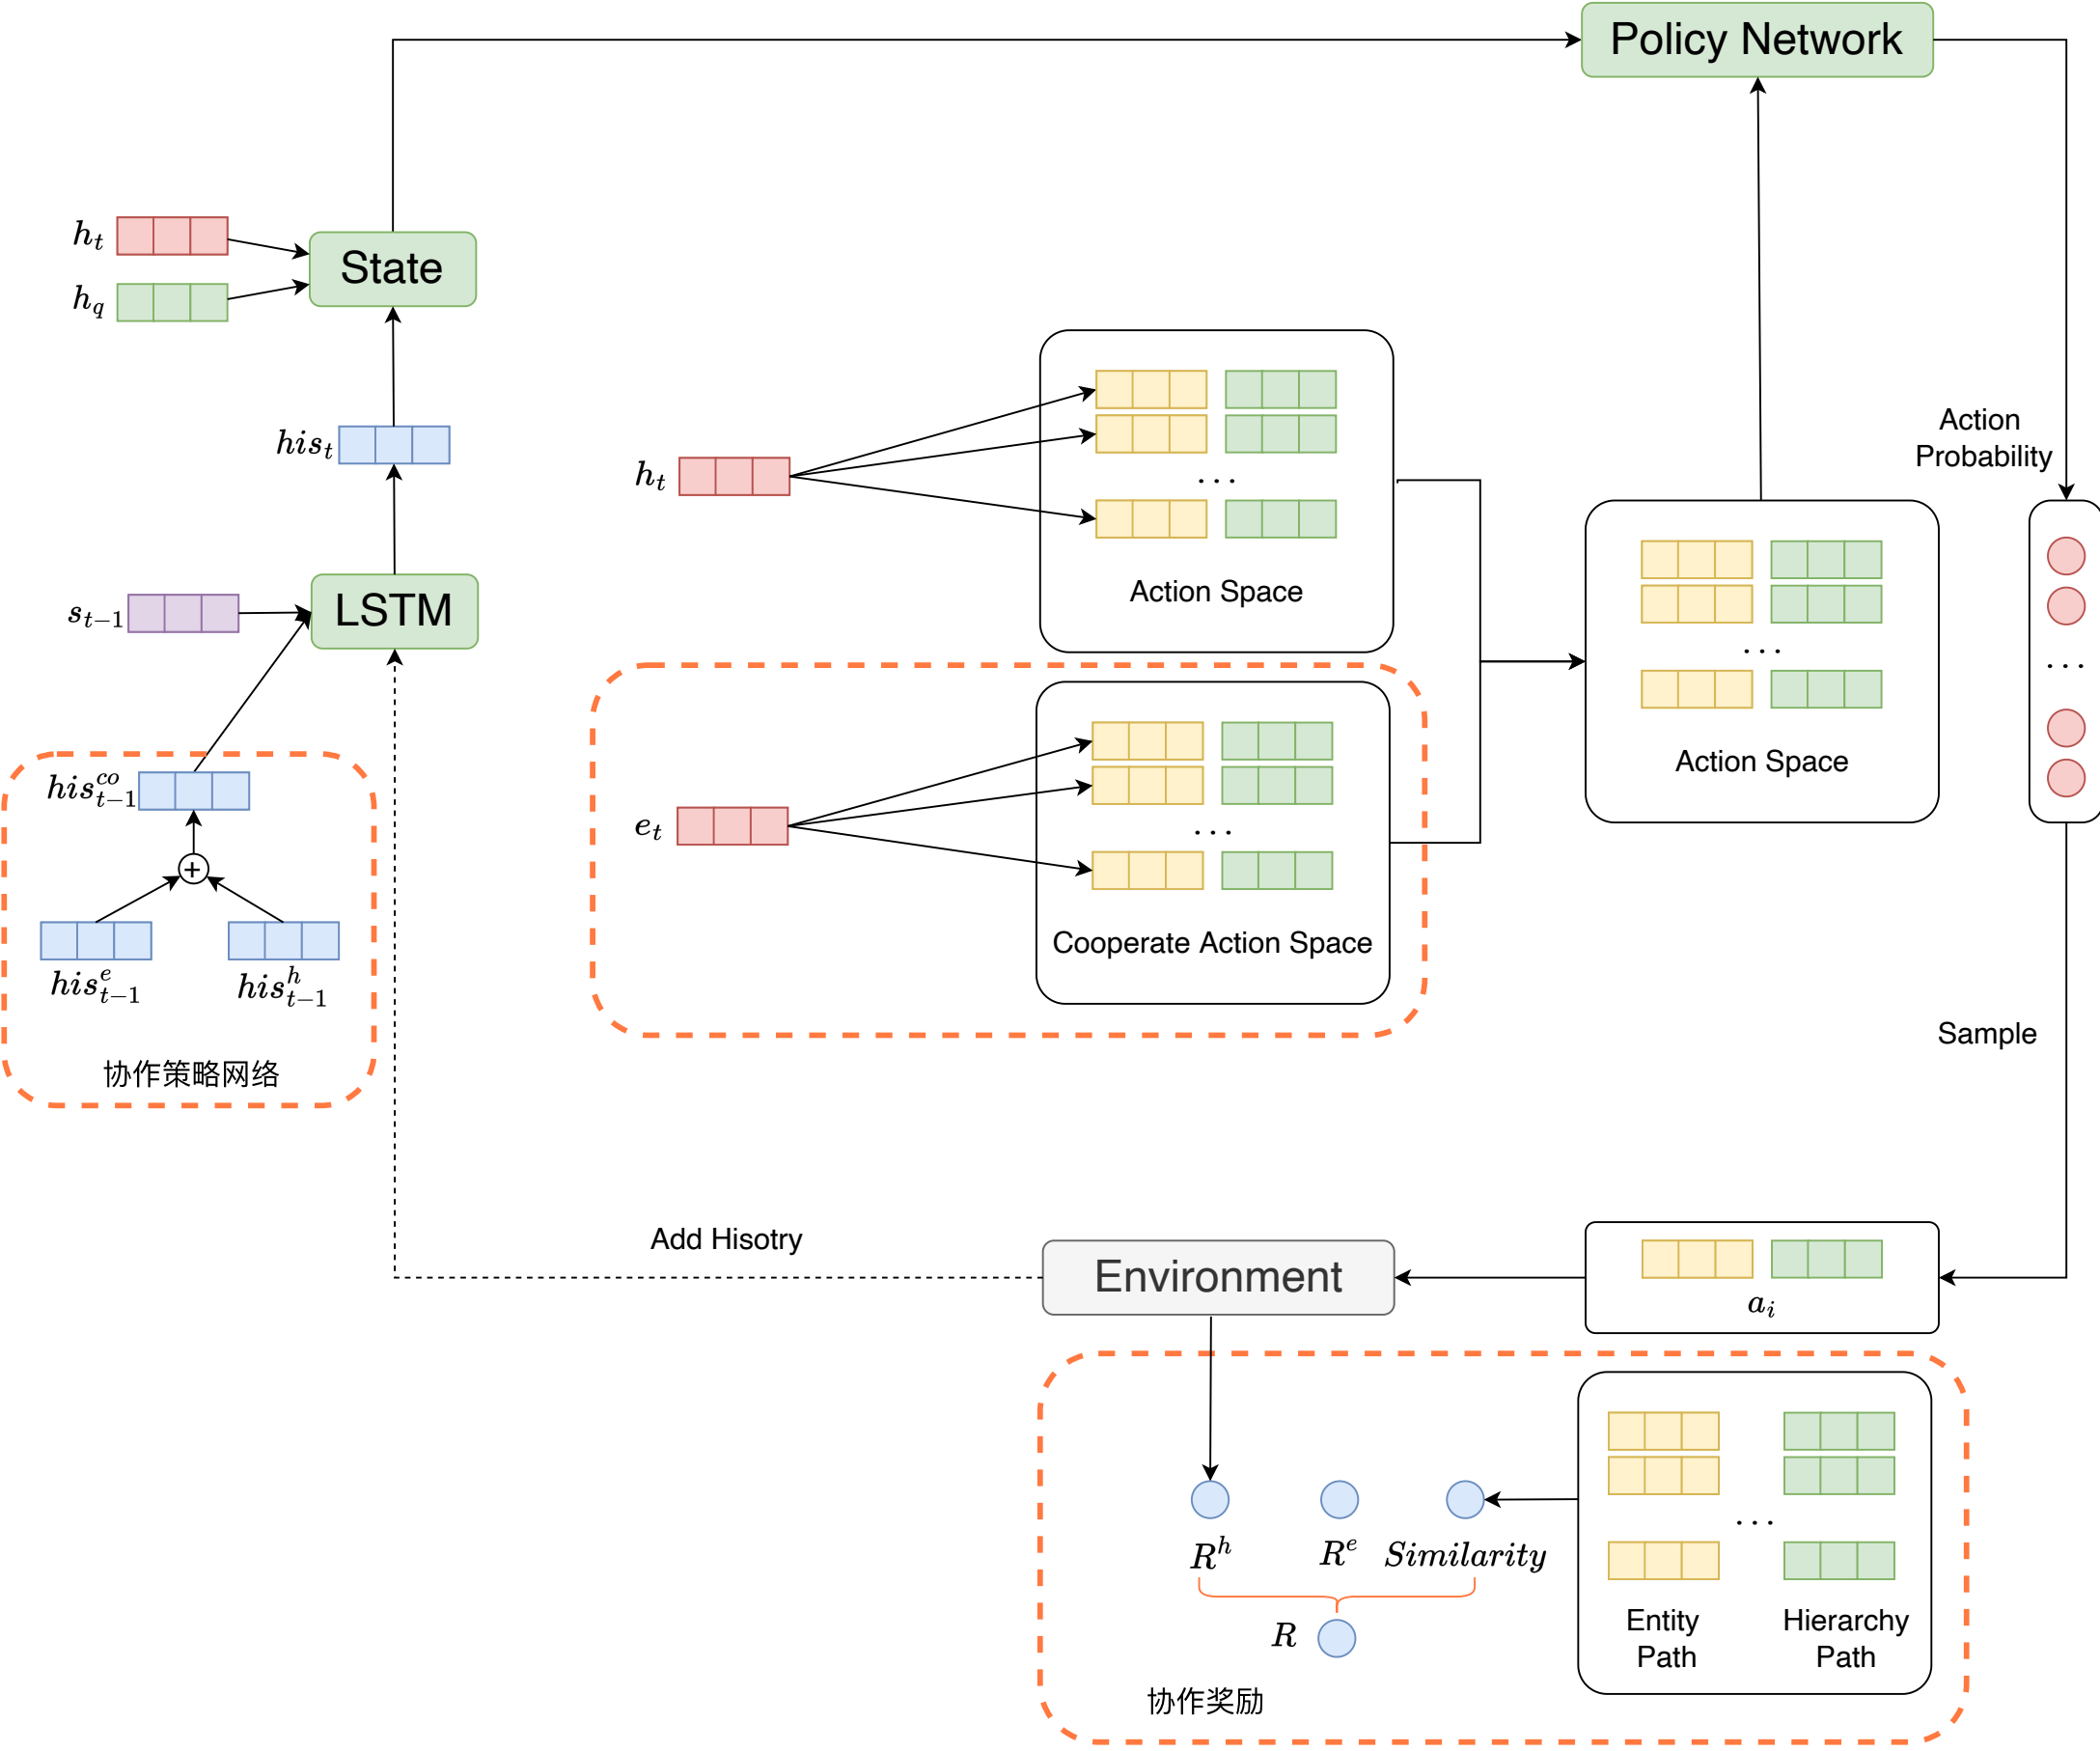 Policy Network
h_t
State
h_q
his_t
Action
Probability
h_t
...
Action Space
s_{t-1}
LSTM
...
Action Space
...
his^{co}_{t-1}
e_t
...
+
Cooperate Action Space
his^e_{t-1}
his^h_{t-1}
协作策略网络
Sample
Add Hisotry
Environment
a_i
...
R^h
R^e
Similarity
R
Entity
Path
Hierarchy
Path
协作奖励